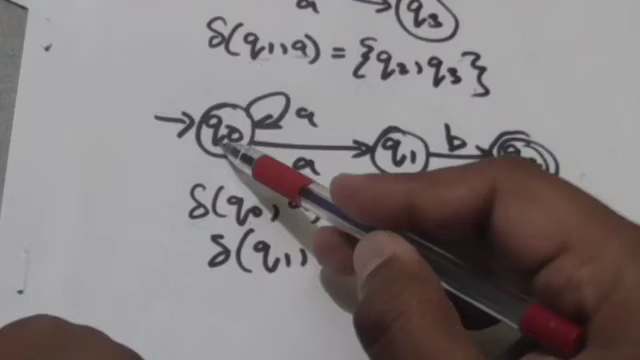 a q3
δ(q1, a) = {q2, q3}
a
q0 q1 b
a
δ(q0,
δ(q1,